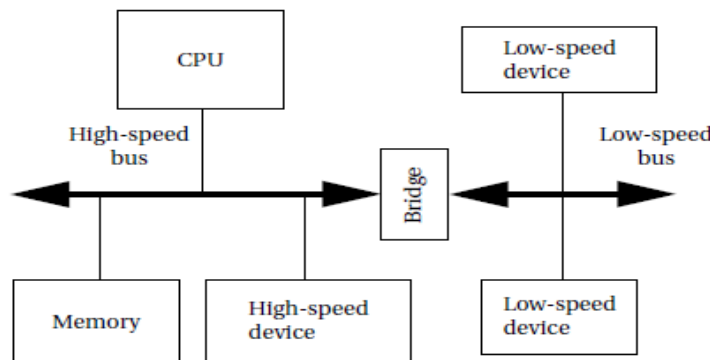 CPU
Low-speed
device
High-speed
bus
Low-speed
bus
Bridge
Memory
High-speed
device
Low-speed
device